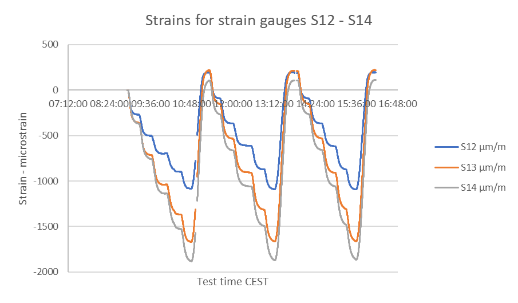 Strains for strain gauges S12 - S14
500
0
07:12:00 08:24:00 09:36:00 10:48:00 12:00:00 13:12:00 14:24:00 15:36:00 16:48:00
-500
-1000
-1500
-2000
Strain - microstrain
Test time CEST
S12 µm/m
S13 µm/m
S14 µm/m